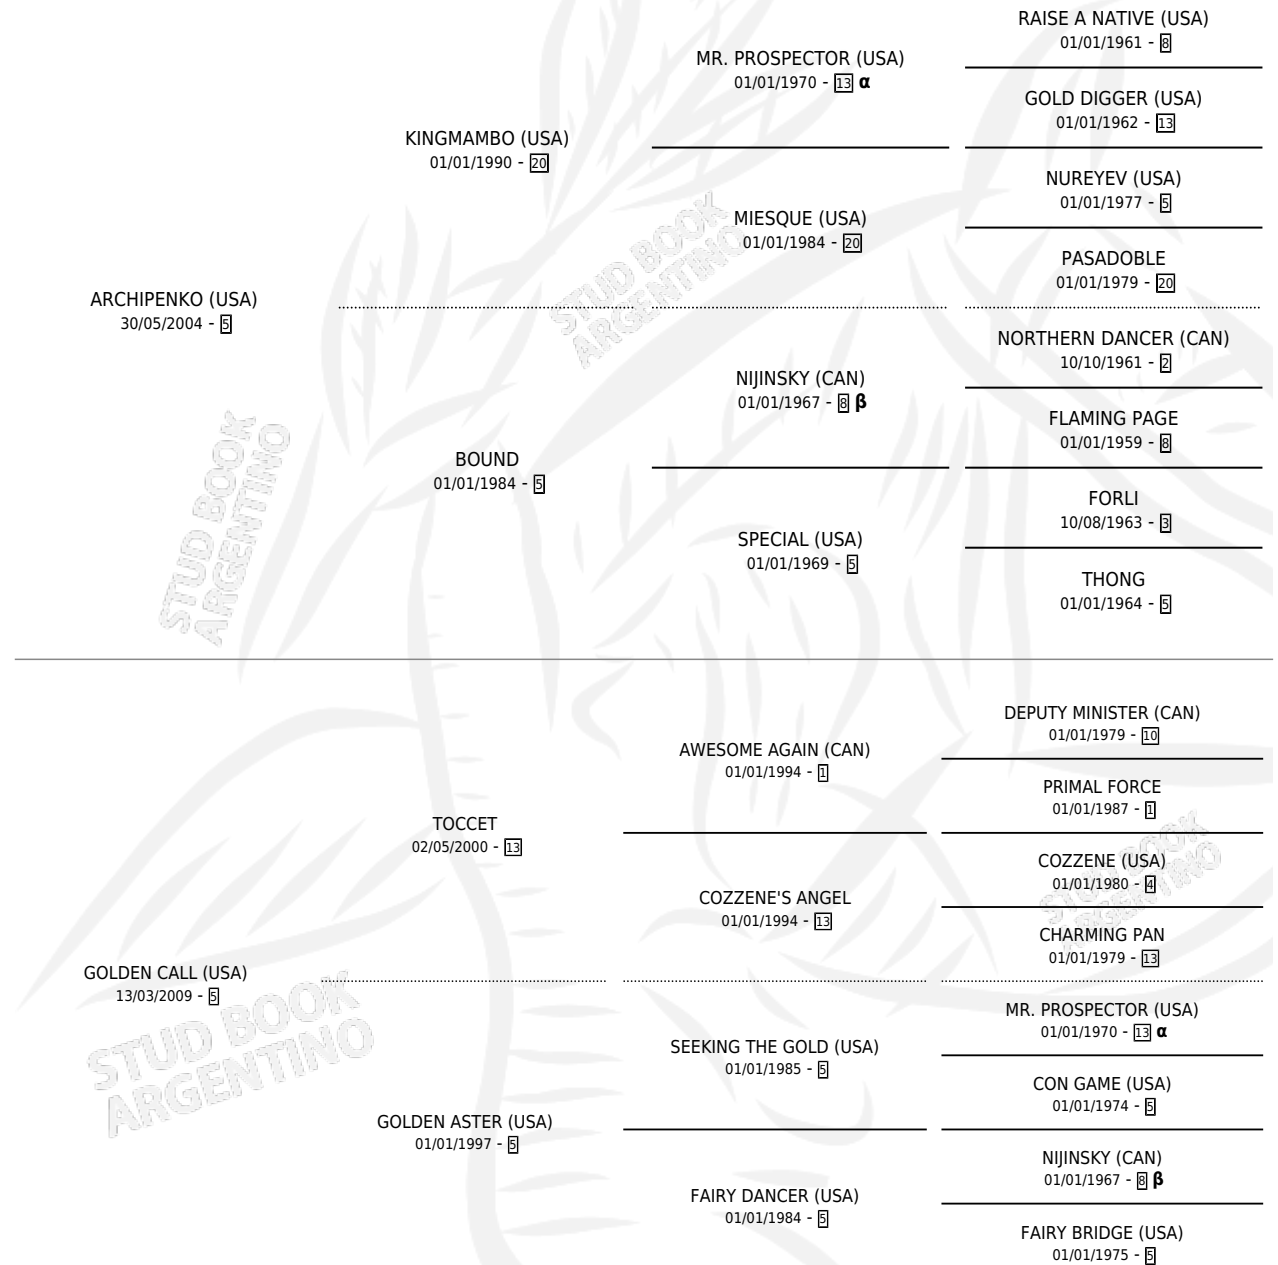 RAISE A NATIVE (USA)
01/01/1961 - 8
MR. PROSPECTOR (USA)
01/01/1970 - 13 α
GOLD DIGGER (USA)
01/01/1962 - 13
KINGMAMBO (USA)
01/01/1990 - 20
NUREYEV (USA)
01/01/1977 - 5
MIESQUE (USA)
01/01/1984 - 20
PASADOBLE
01/01/1979 - 20
ARCHIPENKO (USA)
30/05/2004 - 5
NORTHERN DANCER (CAN)
10/10/1961 - 2
NIJINSKY (CAN)
01/01/1967 - 8 β
FLAMING PAGE
01/01/1959 - 8
BOUND
01/01/1984 - 5
FORLI
10/08/1963 - 3
SPECIAL (USA)
01/01/1969 - 5
THONG
01/01/1964 - 5
DEPUTY MINISTER (CAN)
01/01/1979 - 10
AWESOME AGAIN (CAN)
01/01/1994 - 1
PRIMAL FORCE
01/01/1987 - 1
TOCCET
02/05/2000 - 13
COZZENE (USA)
01/01/1980 - 4
COZZENE'S ANGEL
01/01/1994 - 13
CHARMING PAN
01/01/1979 - 13
GOLDEN CALL (USA)
13/03/2009 - 5
MR. PROSPECTOR (USA)
01/01/1970 - 13 α
SEEKING THE GOLD (USA)
01/01/1985 - 5
CON GAME (USA)
01/01/1974 - 5
GOLDEN ASTER (USA)
01/01/1997 - 5
NIJINSKY (CAN)
01/01/1967 - 8 β
FAIRY DANCER (USA)
01/01/1984 - 5
FAIRY BRIDGE (USA)
01/01/1975 - 5
STUD BOOK
ARGENTINO
STUD BOOK
ARGENTINO
STUD BOOK
ARGENTINO
STUD BOOK
ARGENTINO